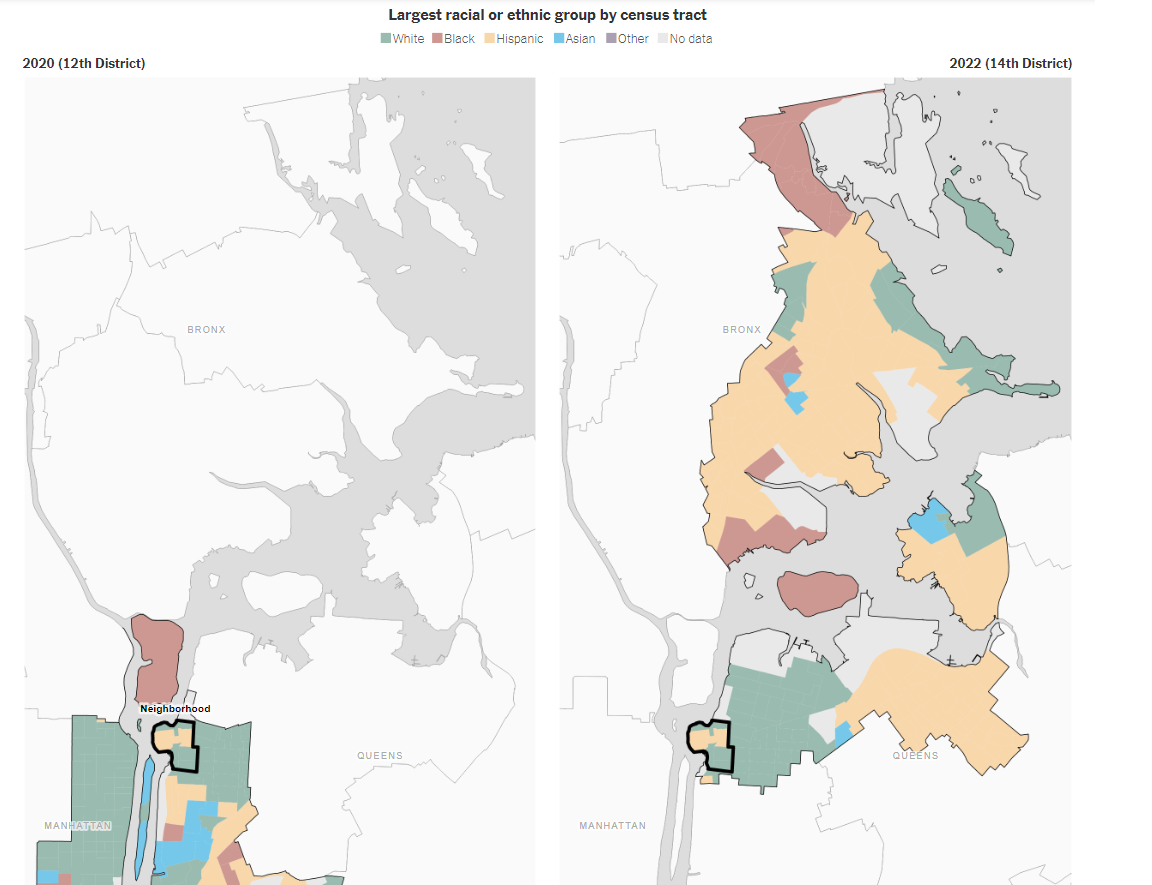 Largest racial or ethnic group by census tract
White Black Hispanic Asian Other No data
2020 (12th District) 2022 (14th District)
BRONX BRONX
Neighborhood
QUEENS QUEENS
MANHATTAN MANHATTAN